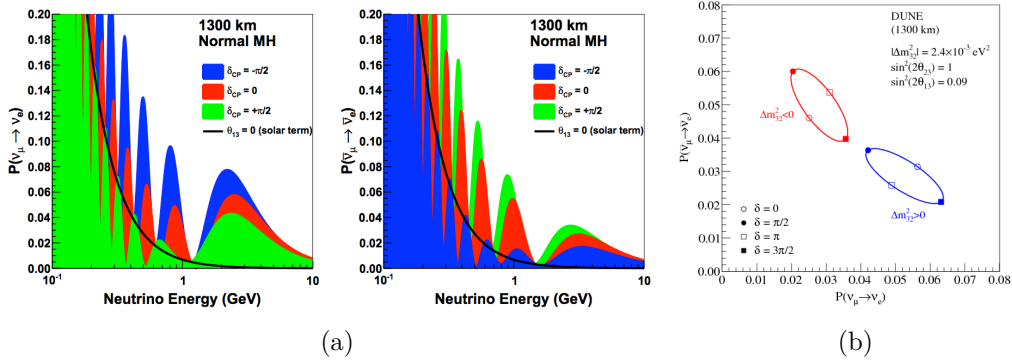 1300 km
Normal MH
δCP = -π/2
δCP = 0
δCP = +π/2
θ13 = 0 (solar term)
P(νμ → νe)
0.20
0.18
0.16
0.14
0.12
0.10
0.08
0.06
0.04
0.02
0.00
10⁻¹ 1 10
Neutrino Energy (GeV)
1300 km
Normal MH
δCP = -π/2
δCP = 0
δCP = +π/2
θ13 = 0 (solar term)
P(ν̄μ → ν̄e)
0.20
0.18
0.16
0.14
0.12
0.10
0.08
0.06
0.04
0.02
0.00
10⁻¹ 1 10
Neutrino Energy (GeV)
(a)
DUNE
(1300 km)
|Δm²32| = 2.4×10⁻³ eV²
sin²(2θ23) = 1
sin²(2θ13) = 0.09
Δm²32<0
Δm²32>0
δ = 0
δ = π/2
δ = π
δ = 3π/2
P(ν̄μ→ν̄e)
0.08
0.07
0.06
0.05
0.04
0.03
0.02
0.01
0.00
0 0.01 0.02 0.03 0.04 0.05 0.06 0.07 0.08
P(νμ→νe)
(b)